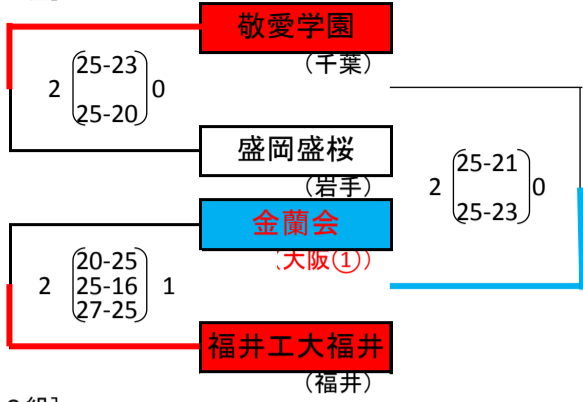 敬愛学園
(千葉)
2 25-23 0
25-20
盛岡盛桜
(岩手)
2 25-21 0
25-23
金蘭会
(大阪①)
2 20-25 1
25-16
27-25
福井工大福井
(福井)